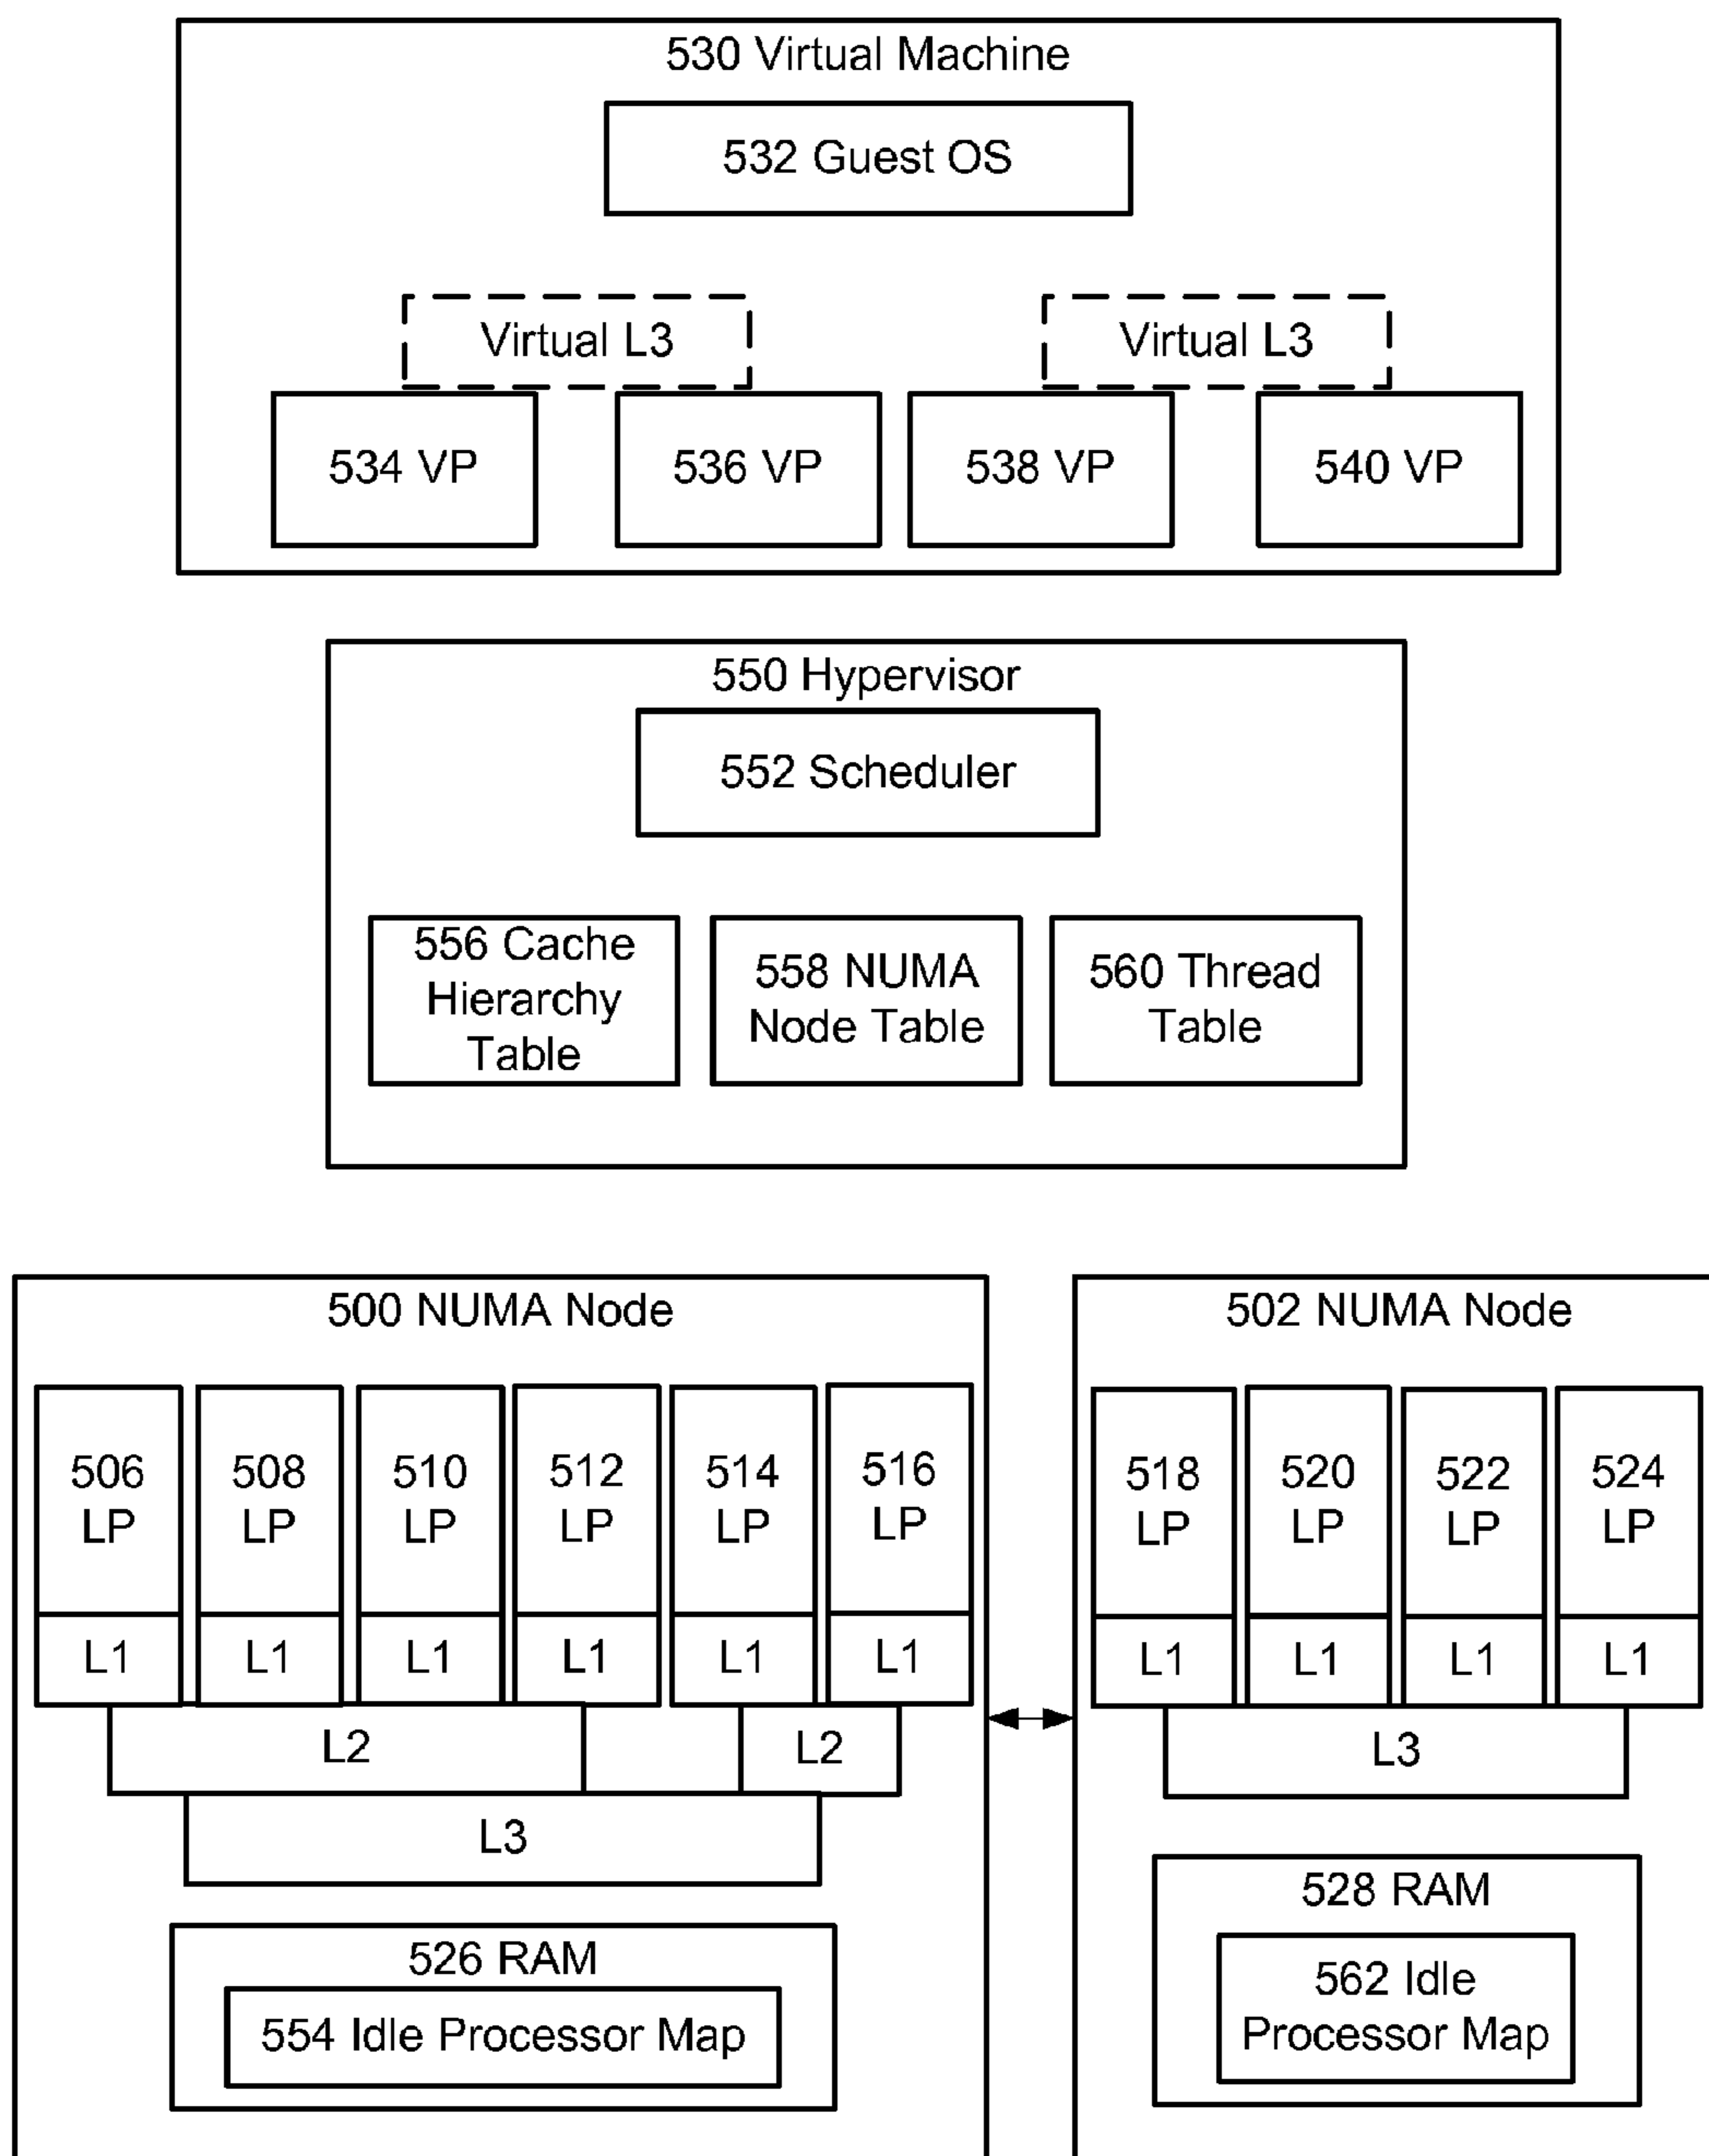 530 Virtual Machine
532 Guest OS
Virtual L3
Virtual L3
534 VP
536 VP
538 VP
540 VP
550 Hypervisor
552 Scheduler
556 Cache
Hierarchy
Table
558 NUMA
Node Table
560 Thread
Table
500 NUMA Node
506
LP
508
LP
510
LP
512
LP
514
LP
516
LP
L1
L1
L1
L1
L1
L1
L2
L2
L3
526 RAM
554 Idle Processor Map
502 NUMA Node
518
LP
520
LP
522
LP
524
LP
L1
L1
L1
L1
L3
528 RAM
562 Idle
Processor Map